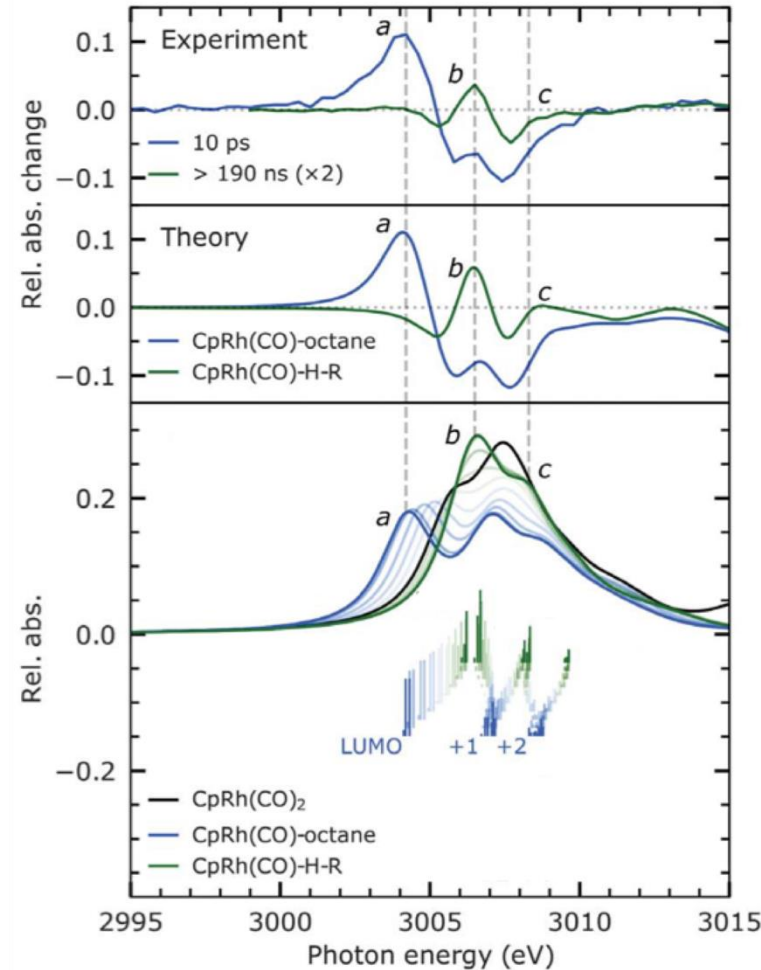 Experiment
a
b
c
0.1
0.0
−0.1
10 ps
> 190 ns (×2)
Rel. abs. change
Theory
a
b
c
0.1
0.0
−0.1
CpRh(CO)-octane
CpRh(CO)-H-R
b
c
a
0.2
0.0
−0.2
Rel. abs.
LUMO +1 +2
CpRh(CO)₂
CpRh(CO)-octane
CpRh(CO)-H-R
2995 3000 3005 3010 3015
Photon energy (eV)